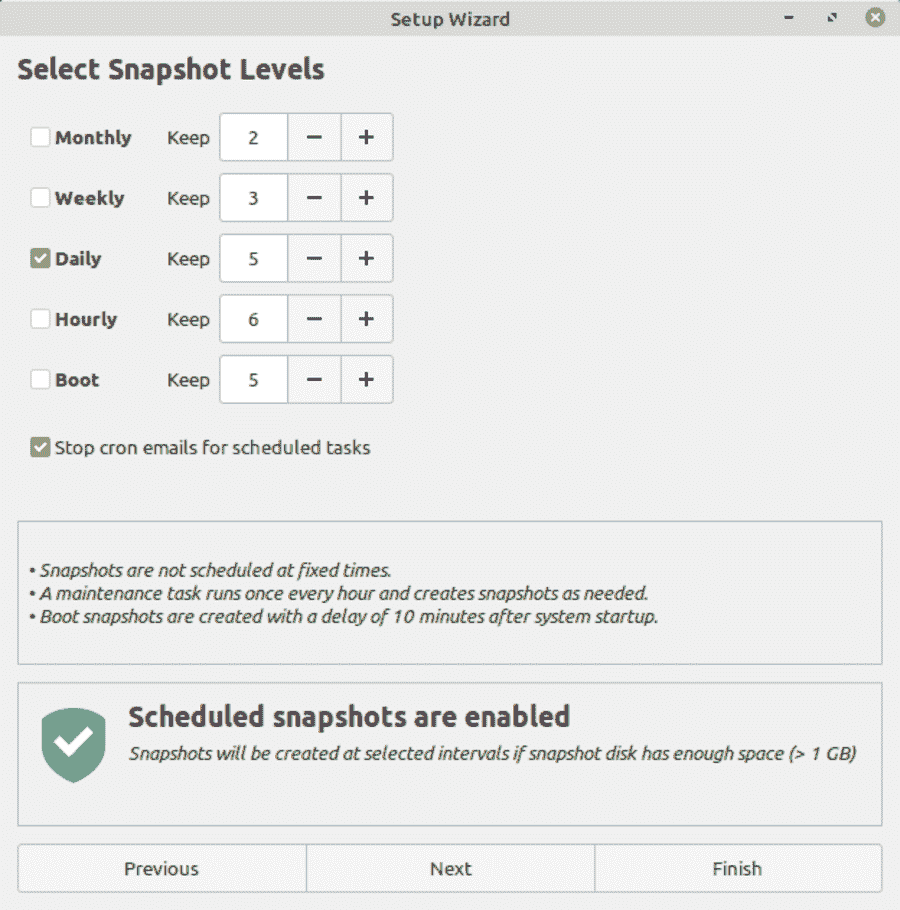 Setup Wizard
Select Snapshot Levels
Monthly Keep 2 − +
Weekly Keep 3 − +
Daily Keep 5 − +
Hourly Keep 6 − +
Boot Keep 5 − +
Stop cron emails for scheduled tasks
• Snapshots are not scheduled at fixed times.
• A maintenance task runs once every hour and creates snapshots as needed.
• Boot snapshots are created with a delay of 10 minutes after system startup.
Scheduled snapshots are enabled
Snapshots will be created at selected intervals if snapshot disk has enough space (> 1 GB)
Previous Next Finish